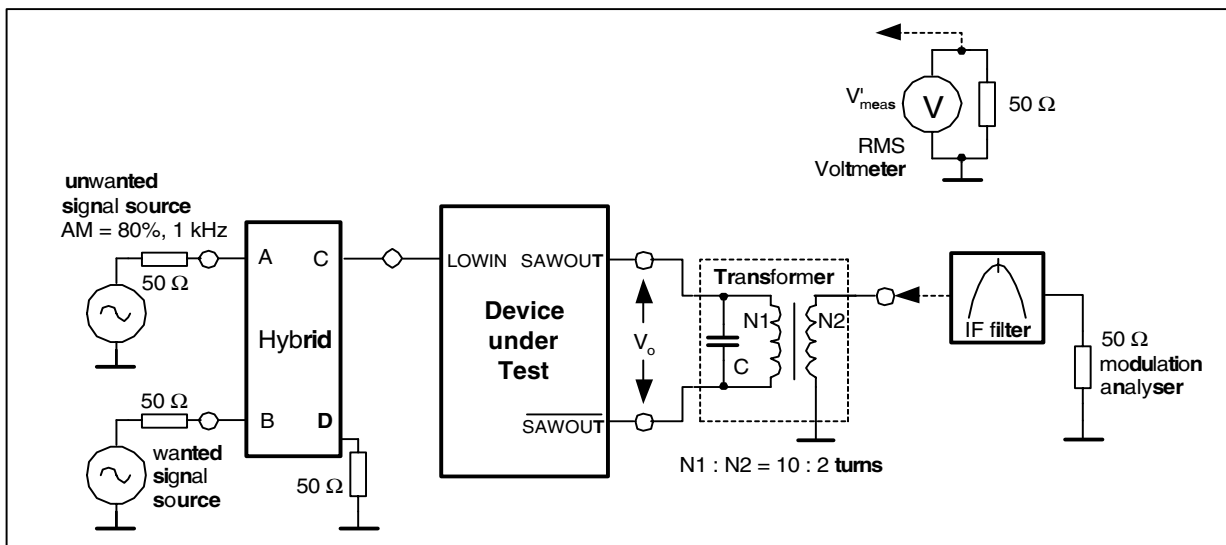 V'meas
V
50 Ω
RMS
Voltmeter
unwanted
signal source
AM = 80%, 1 kHz
50 Ω
A
C
Hybrid
B
D
50 Ω
wanted
signal
source
50 Ω
LOWIN
SAWOUT
Device
under
Test
SAWOUT
Vo
Transformer
N1
N2
C
N1 : N2 = 10 : 2 turns
IF filter
50 Ω
modulation
analyser